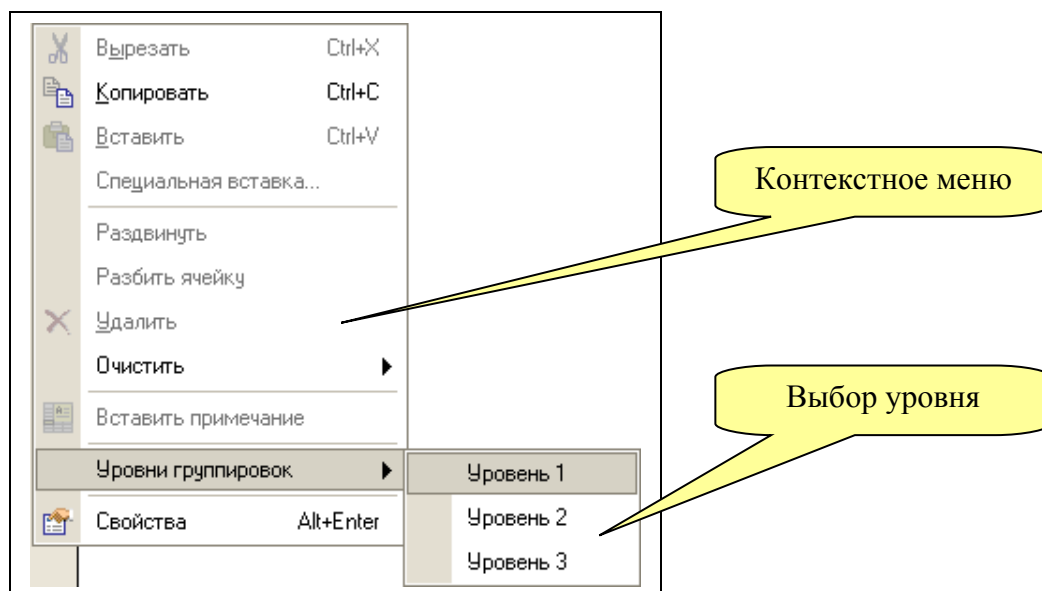 Вырезать Ctrl+X
Копировать Ctrl+C
Вставить Ctrl+V
Специальная вставка...
Раздвинуть
Разбить ячейку
Удалить
Очистить
Вставить примечание
Уровни группировок
Свойства Alt+Enter
Уровень 1
Уровень 2
Уровень 3
Контекстное меню
Выбор уровня